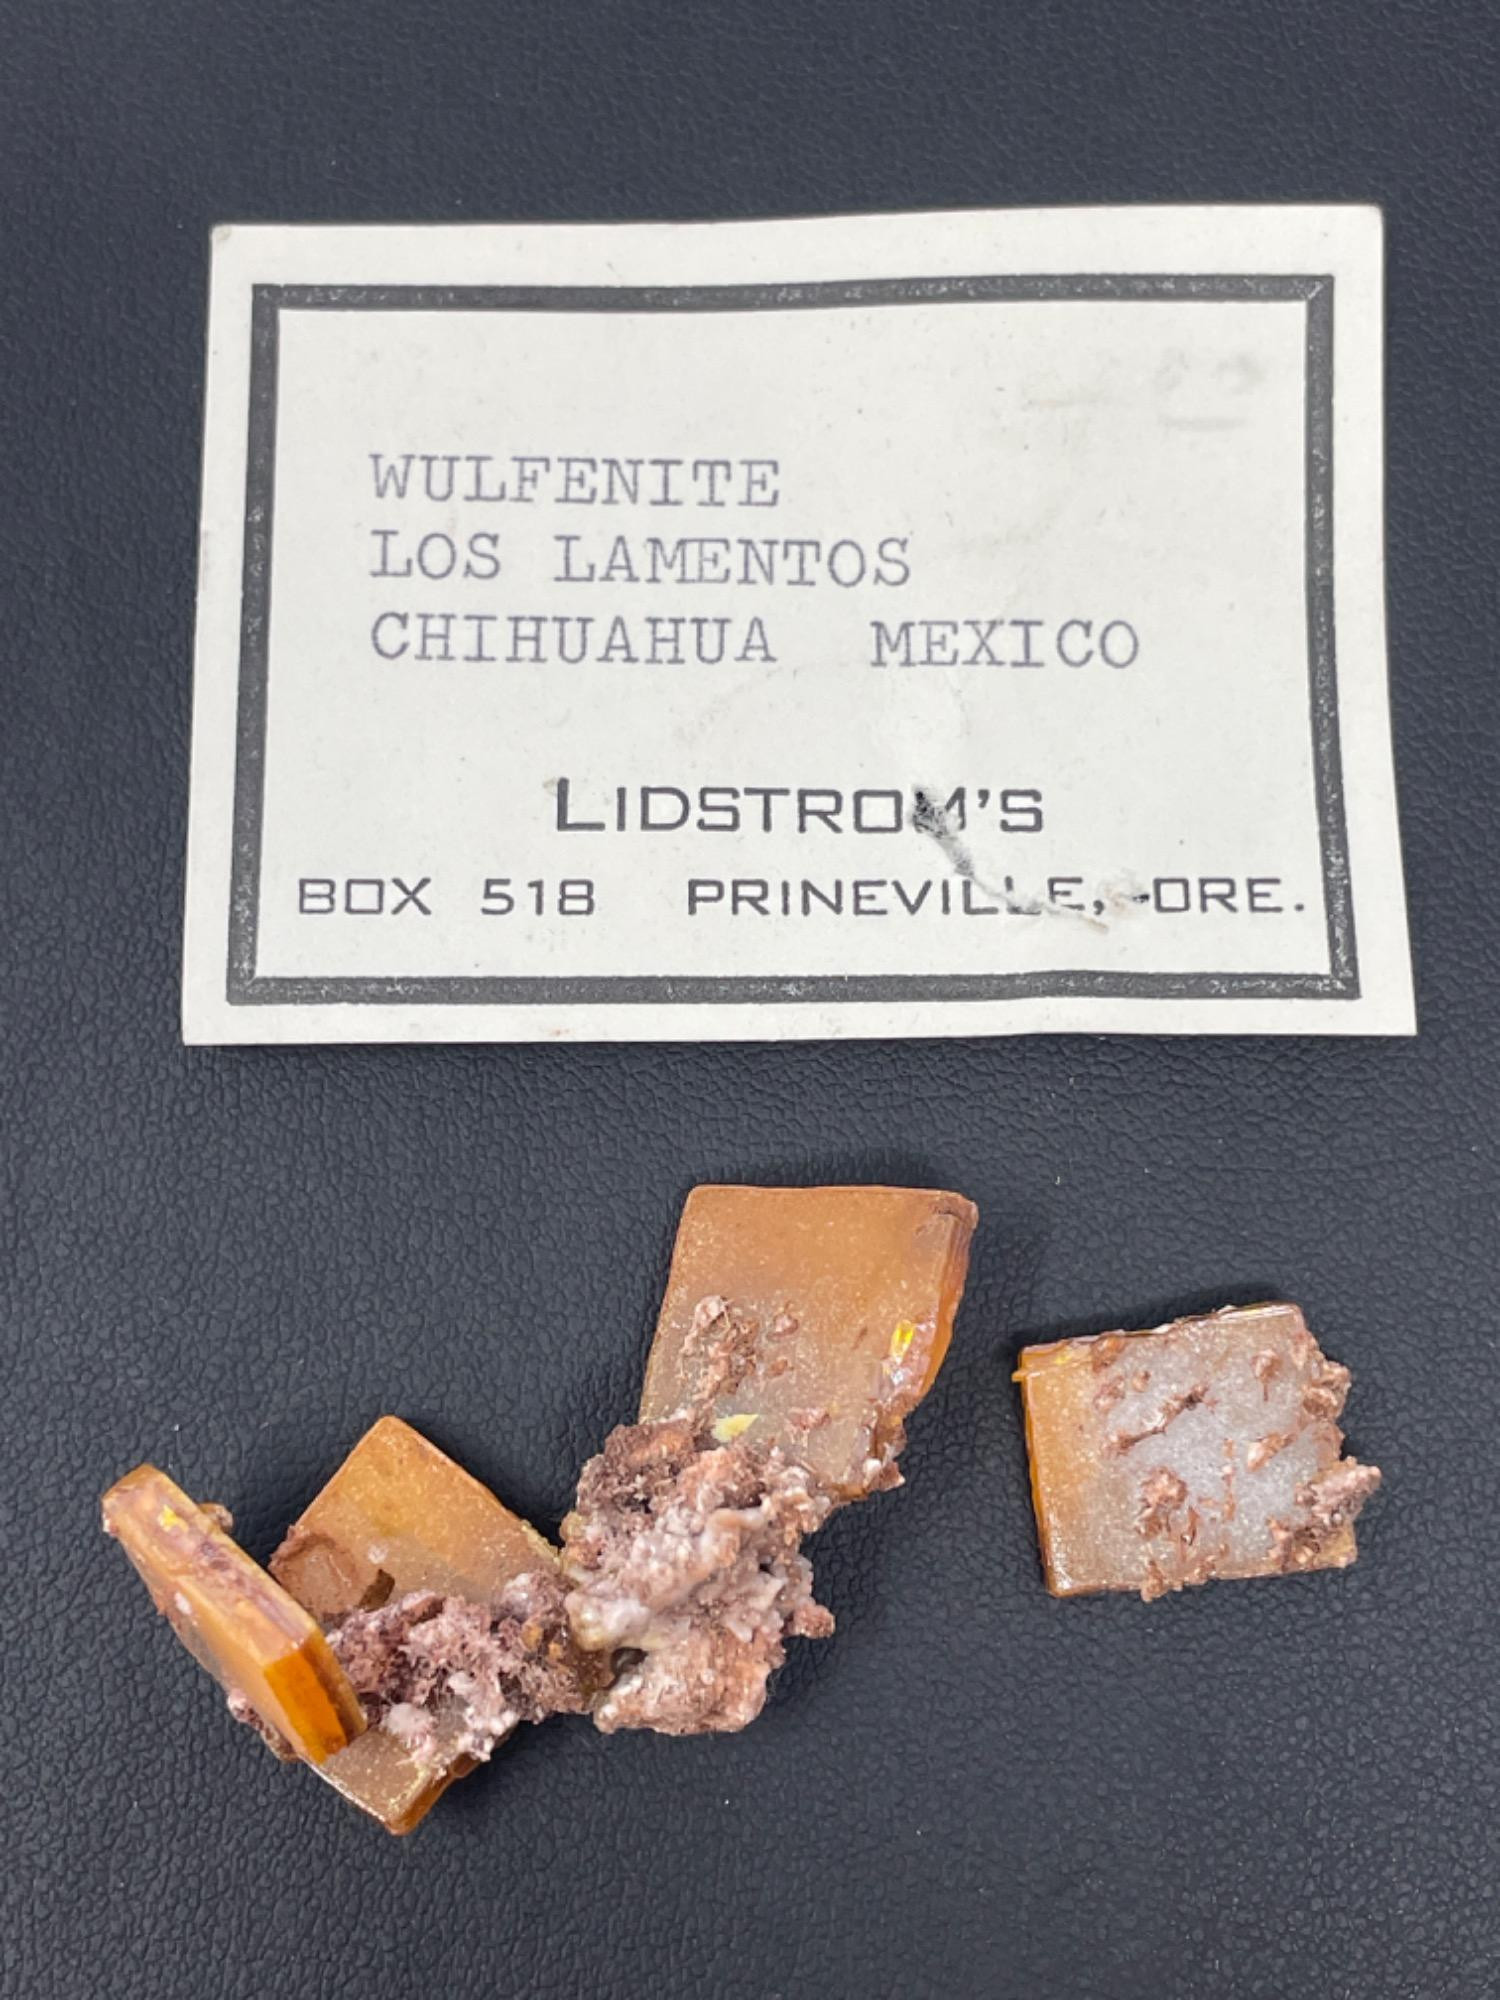 WULFENITE
LOS LAMENTOS
CHIHUAHUA MEXICO
LIDSTROM'S
BOX 518 PRINEVILLE, ORE.